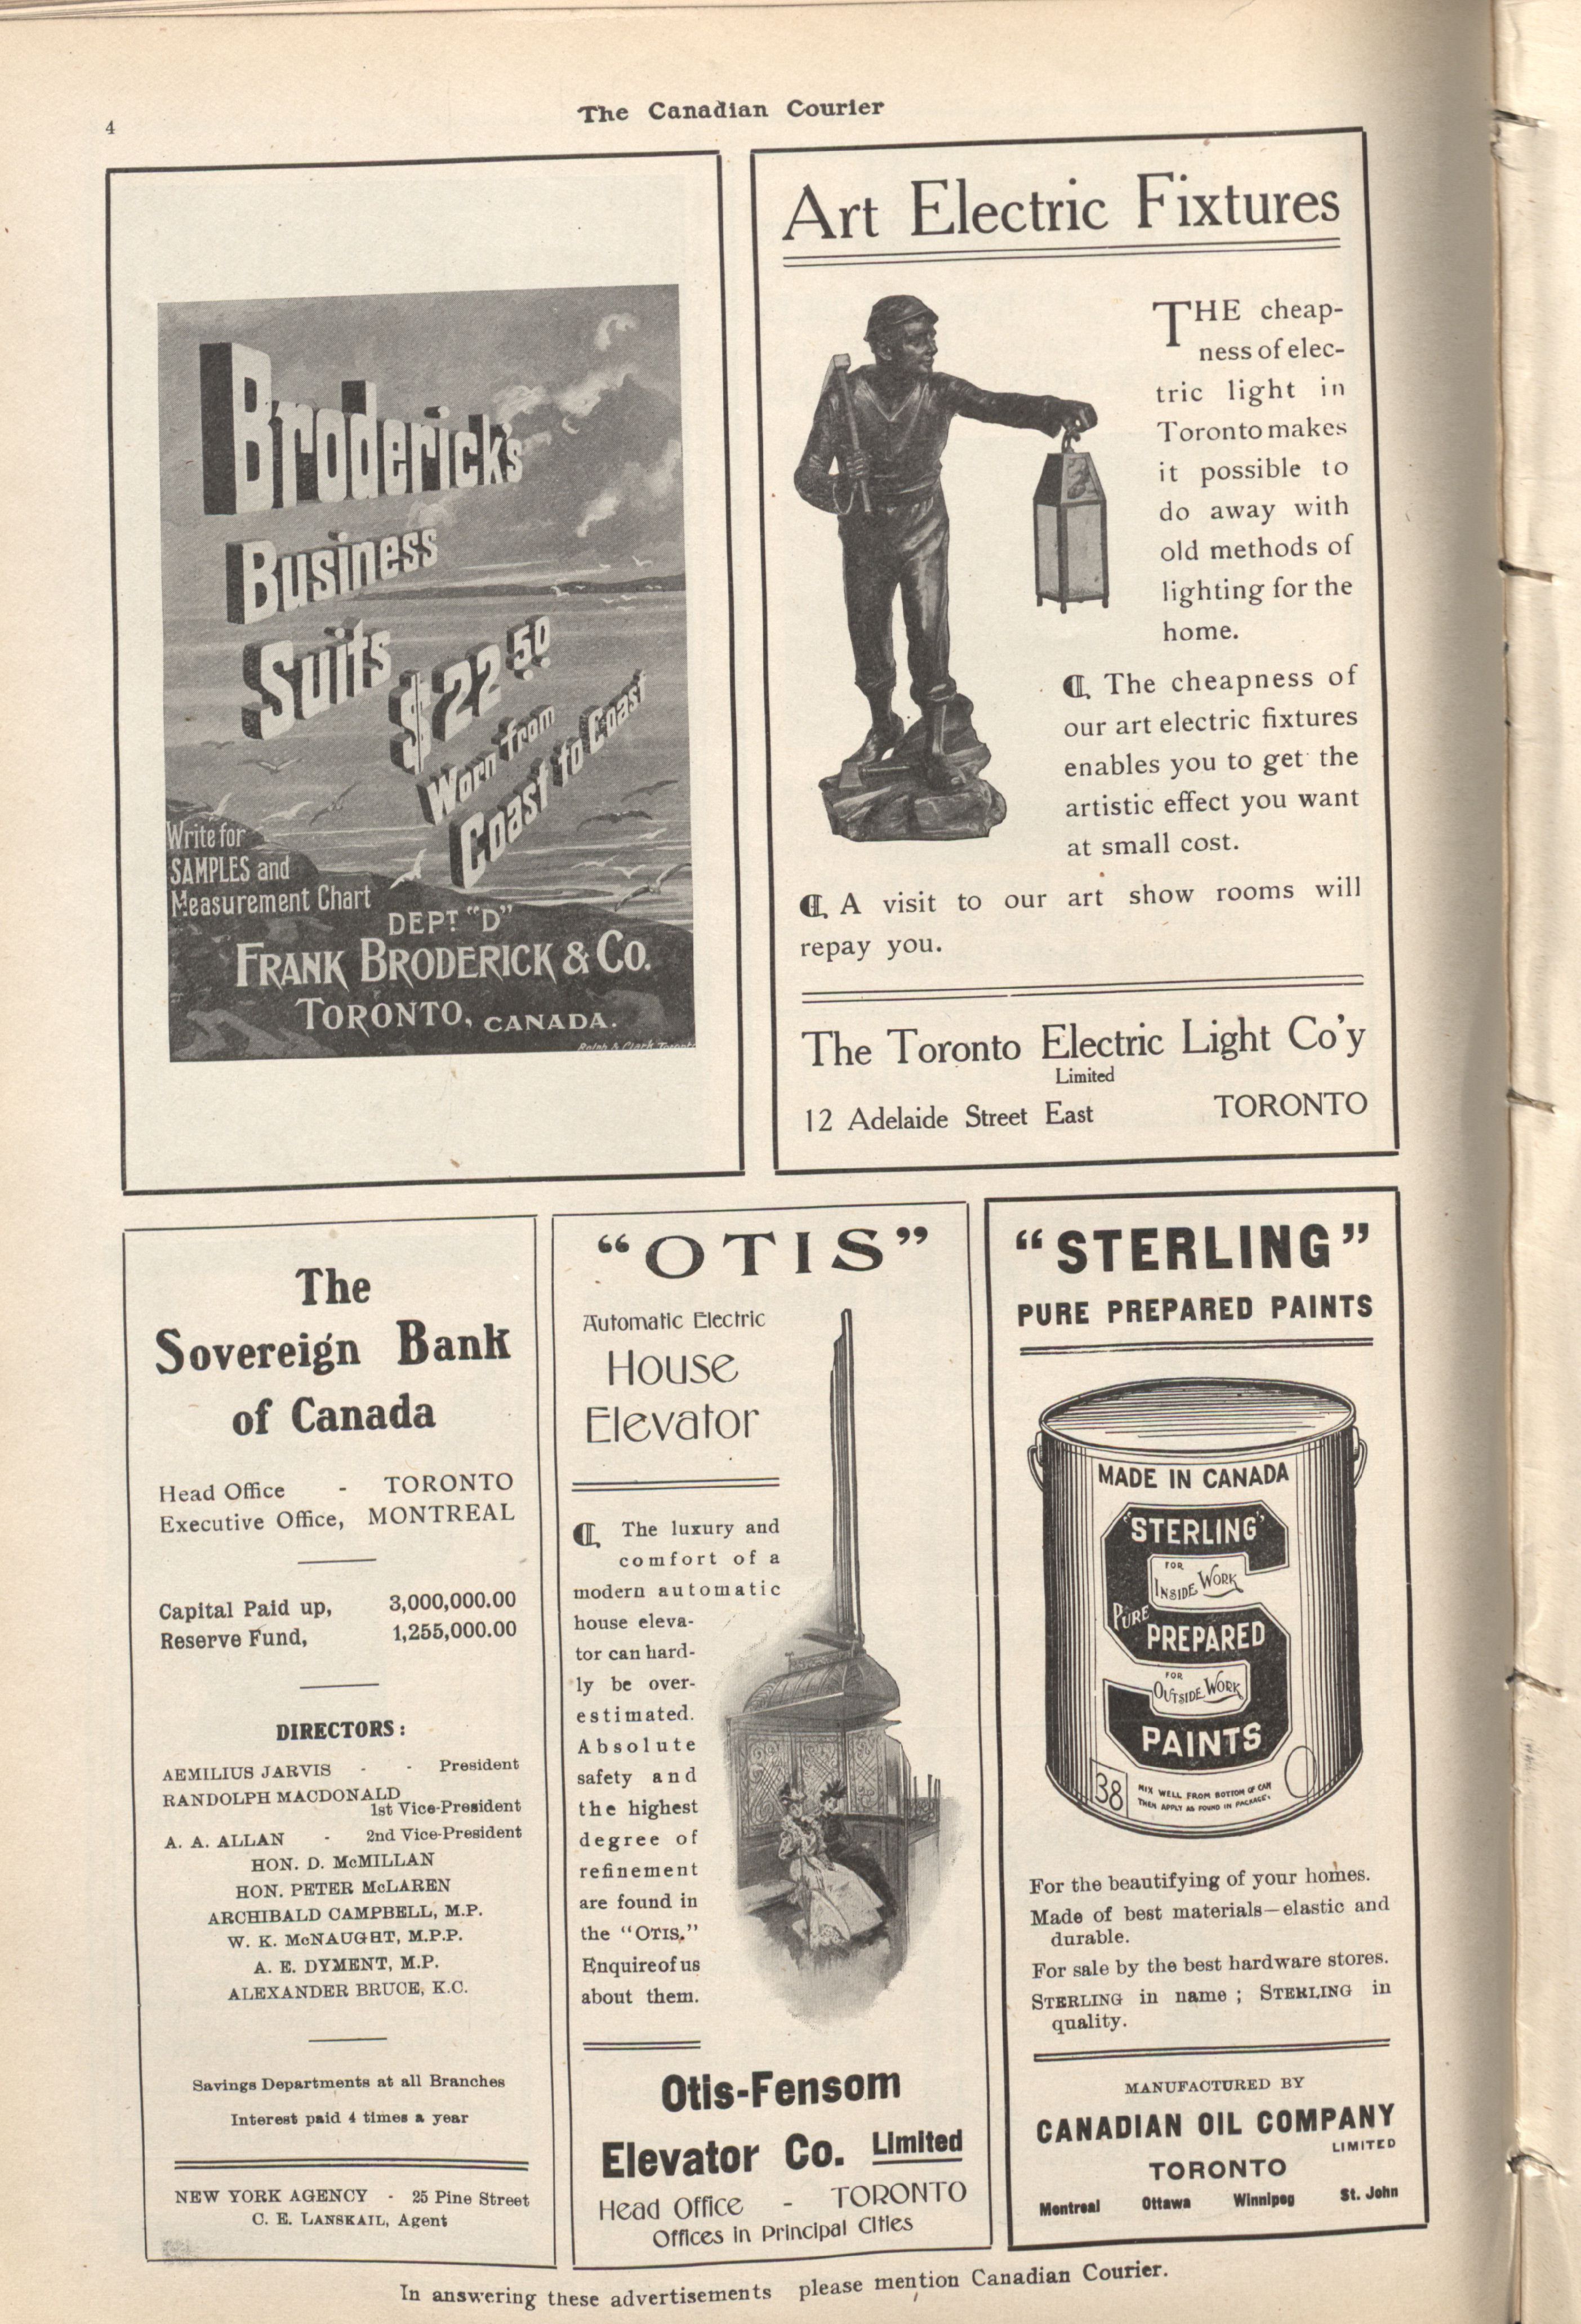 4
The Canadian Courier
Broderick's
Business
Suits
$22.50
Worn from
Coast to Coast
Write for
SAMPLES and
Measurement Chart
DEPT. "D"
FRANK BRODERICK & CO.
TORONTO, CANADA.
Rolph & Clark Toronto
Art Electric Fixtures
THE cheap-
ness of elec-
tric light in
Toronto makes
it possible to
do away with
old methods of
lighting for the
home.
⁋ The cheapness of
our art electric fixtures
enables you to get the
artistic effect you want
at small cost.
⁋ A visit to our art show rooms will
repay you.
The Toronto Electric Light Co'y
Limited
12 Adelaide Street East TORONTO
The
Sovereign Bank
of Canada
Head Office - TORONTO
Executive Office, MONTREAL
Capital Paid up, 3,000,000.00
Reserve Fund, 1,255,000.00
DIRECTORS:
AEMILIUS JARVIS - - President
RANDOLPH MACDONALD
1st Vice-President
A. A. ALLAN - 2nd Vice-President
HON. D. McMILLAN
HON. PETER McLAREN
ARCHIBALD CAMPBELL, M.P.
W. K. McNAUGHT, M.P.P.
A. E. DYMENT, M.P.
ALEXANDER BRUCE, K.C.
Savings Departments at all Branches
Interest paid 4 times a year
NEW YORK AGENCY - 25 Pine Street
C. E. LANSKAIL, Agent
"OTIS"
Automatic Electric
House
Elevator
⁋ The luxury and
comfort of a
modern automatic
house eleva-
tor can hard-
ly be over-
estimated.
Absolute
safety and
the highest
degree of
refinement
are found in
the "OTIS."
Enquire of us
about them.
Otis-Fensom
Elevator Co. Limited
Head Office - TORONTO
Offices in Principal Cities
"STERLING"
PURE PREPARED PAINTS
MADE IN CANADA
"STERLING"
FOR
INSIDE WORK
PURE
PREPARED
FOR
OUTSIDE WORK
PAINTS
38
MIX WELL FROM BOTTOM OF CAN
THEN APPLY AS FOUND IN PACKAGE.
For the beautifying of your homes.
Made of best materials—elastic and
durable.
For sale by the best hardware stores.
STERLING in name ; STERLING in
quality.
MANUFACTURED BY
CANADIAN OIL COMPANY
LIMITED
TORONTO
Montreal Ottawa Winnipeg St. John
In answering these advertisements please mention Canadian Courier.